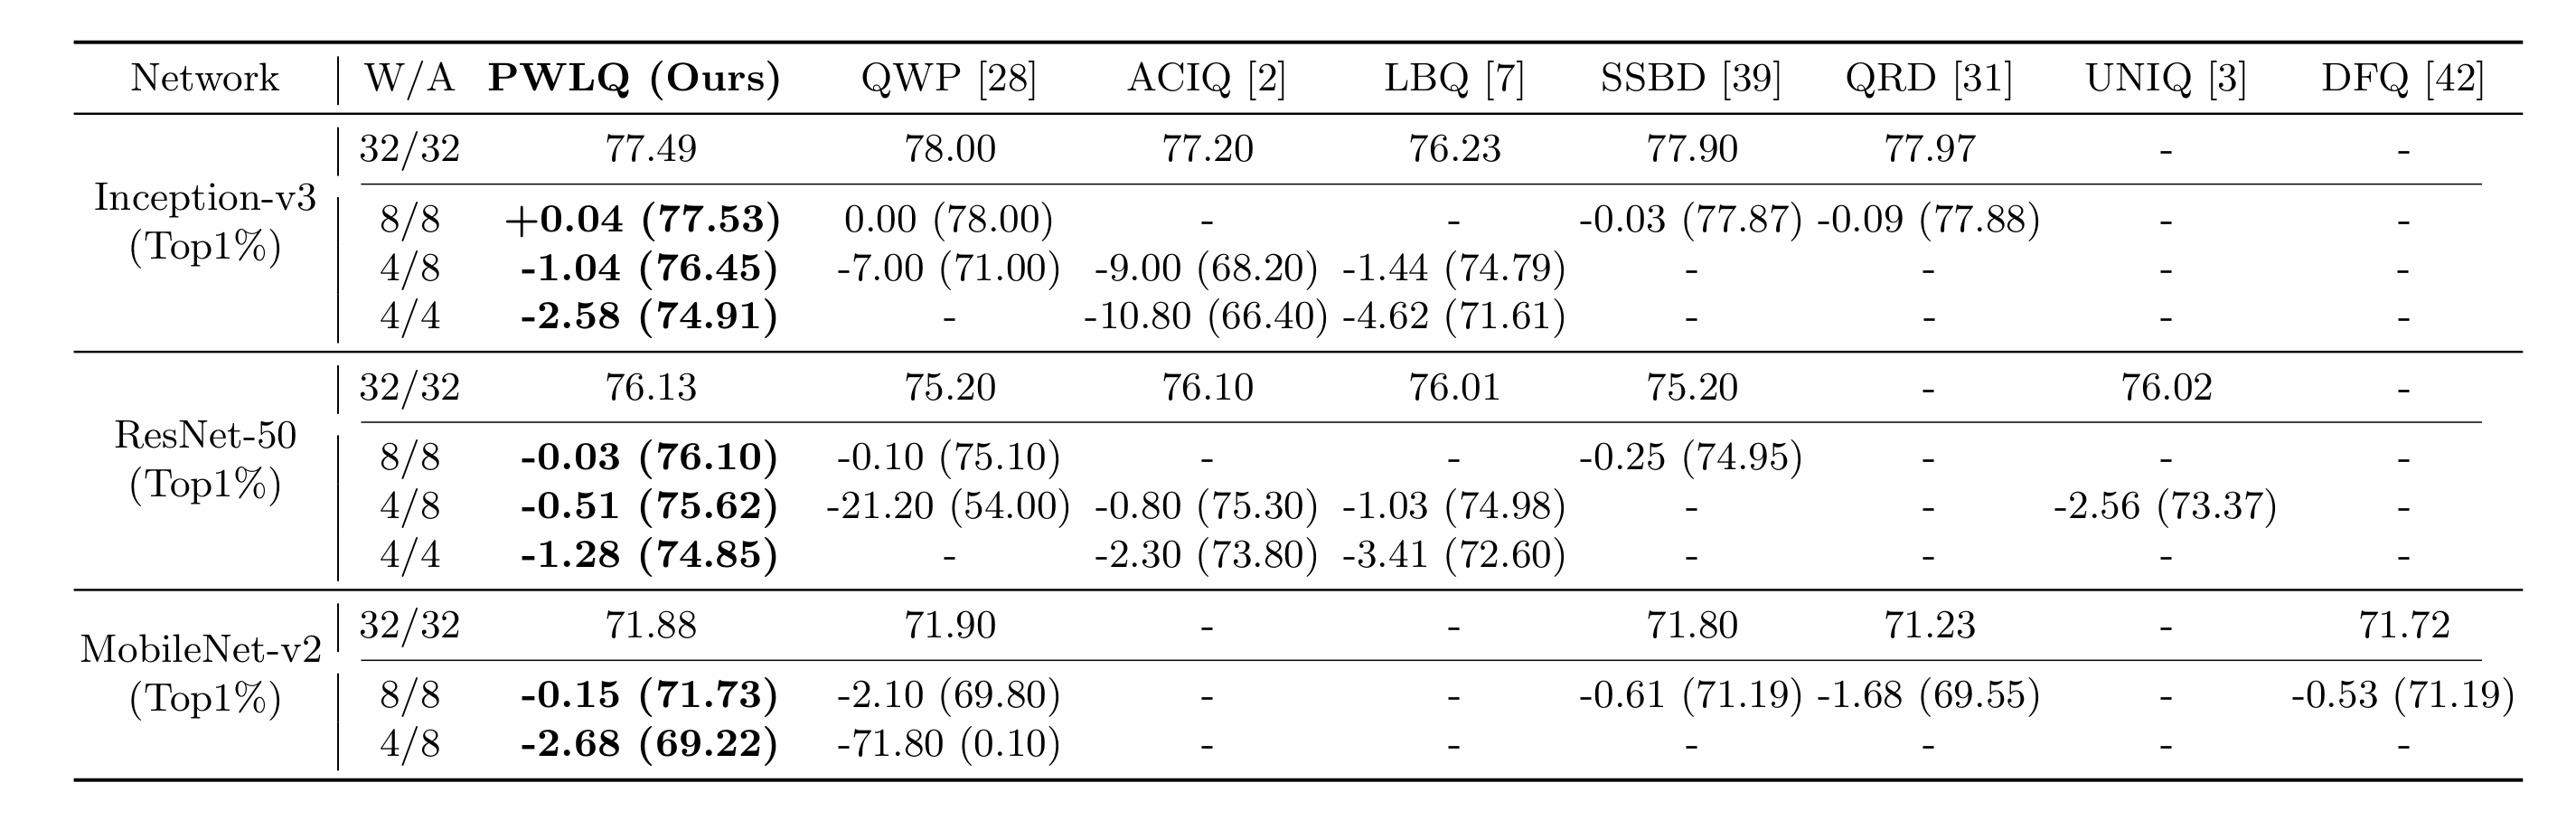 Network W/A PWLQ (Ours) QWP [28] ACIQ [2] LBQ [7] SSBD [39] QRD [31] UNIQ [3] DFQ [42]
32/32 77.49 78.00 77.20 76.23 77.90 77.97 - -
Inception-v3
(Top1%)
8/8 +0.04 (77.53) 0.00 (78.00) - - -0.03 (77.87) -0.09 (77.88) - -
4/8 -1.04 (76.45) -7.00 (71.00) -9.00 (68.20) -1.44 (74.79) - - - -
4/4 -2.58 (74.91) - -10.80 (66.40) -4.62 (71.61) - - - -
32/32 76.13 75.20 76.10 76.01 75.20 - 76.02 -
ResNet-50
(Top1%)
8/8 -0.03 (76.10) -0.10 (75.10) - - -0.25 (74.95) - - -
4/8 -0.51 (75.62) -21.20 (54.00) -0.80 (75.30) -1.03 (74.98) - - -2.56 (73.37) -
4/4 -1.28 (74.85) - -2.30 (73.80) -3.41 (72.60) - - - -
32/32 71.88 71.90 - - 71.80 71.23 - 71.72
MobileNet-v2
(Top1%)
8/8 -0.15 (71.73) -2.10 (69.80) - - -0.61 (71.19) -1.68 (69.55) - -0.53 (71.19)
4/8 -2.68 (69.22) -71.80 (0.10) - - - - - -